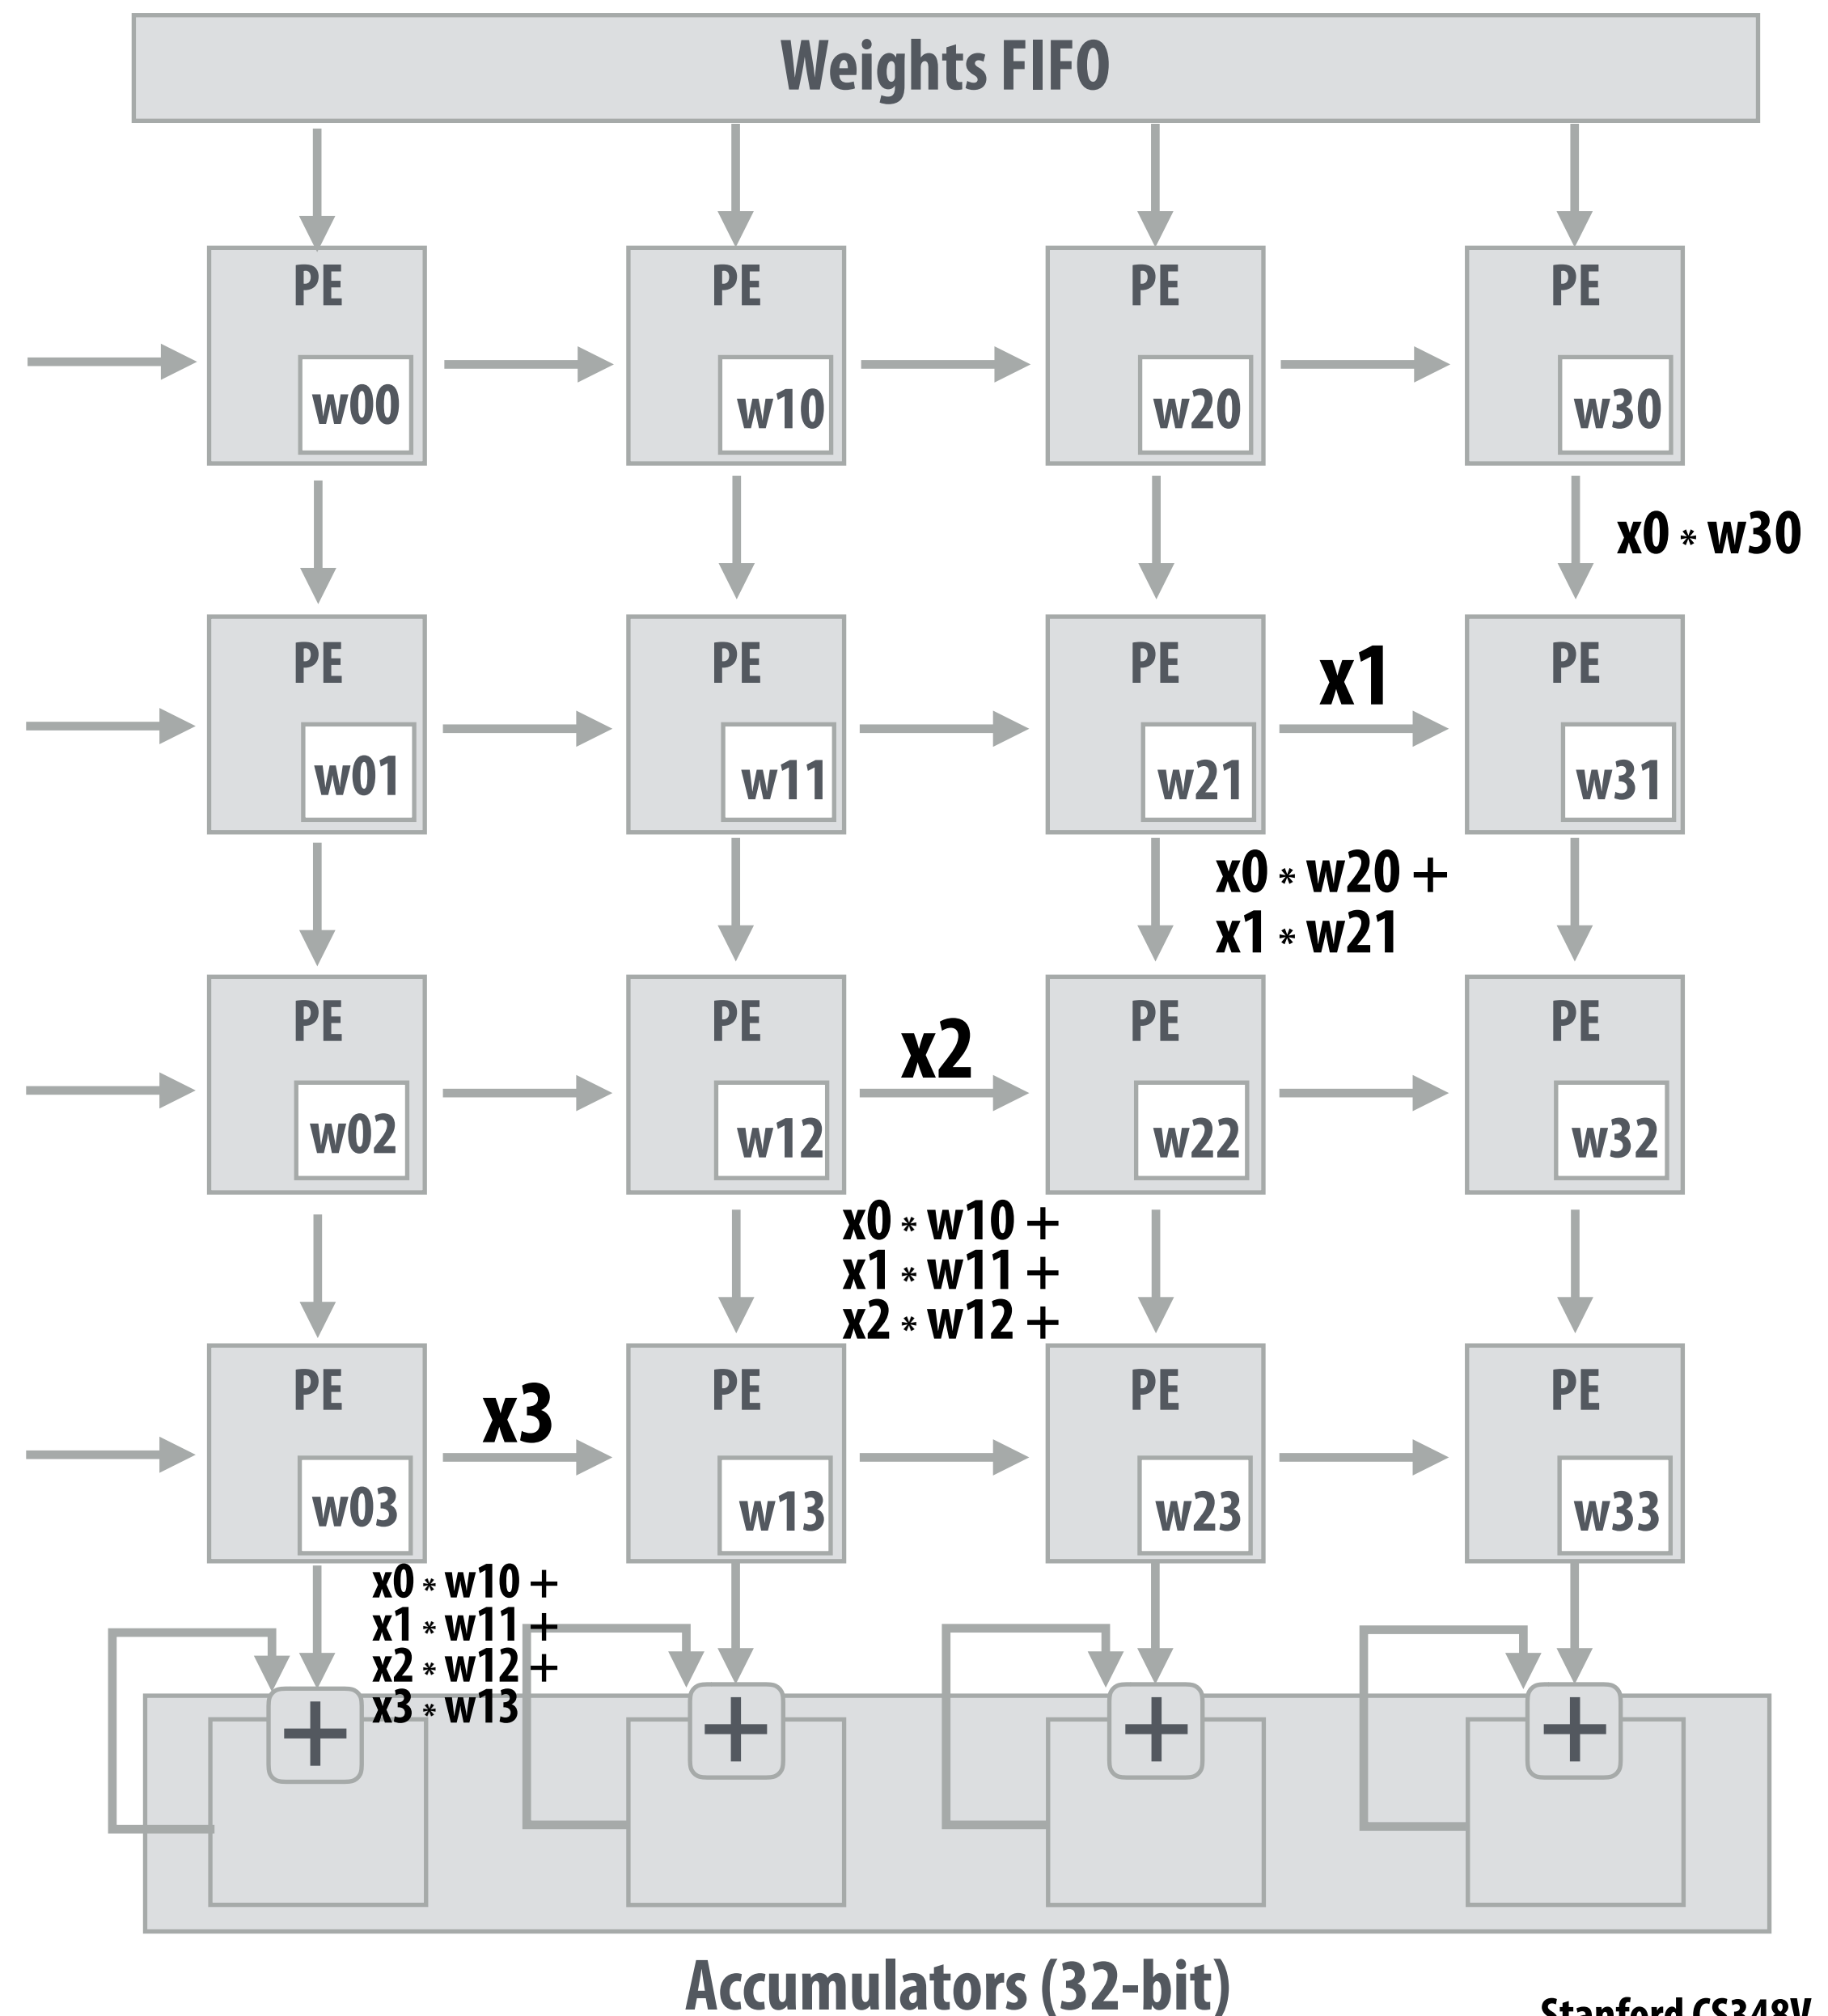 Weights FIFO
PE
PE
PE
PE
w00
w10
w20
w30
x0 * w30
PE
PE
PE
x1
PE
w01
w11
w21
w31
x0 * w20 +
x1 * w21
PE
PE
x2
PE
PE
w02
w12
w22
w32
x0 * w10 +
x1 * w11 +
x2 * w12 +
PE
x3
PE
PE
PE
w03
w13
w23
w33
x0 * w10 +
x1 * w11 +
x2 * w12 +
x3 * w13
+
+
+
+
Accumulators (32-bit)
Stanford CS348V